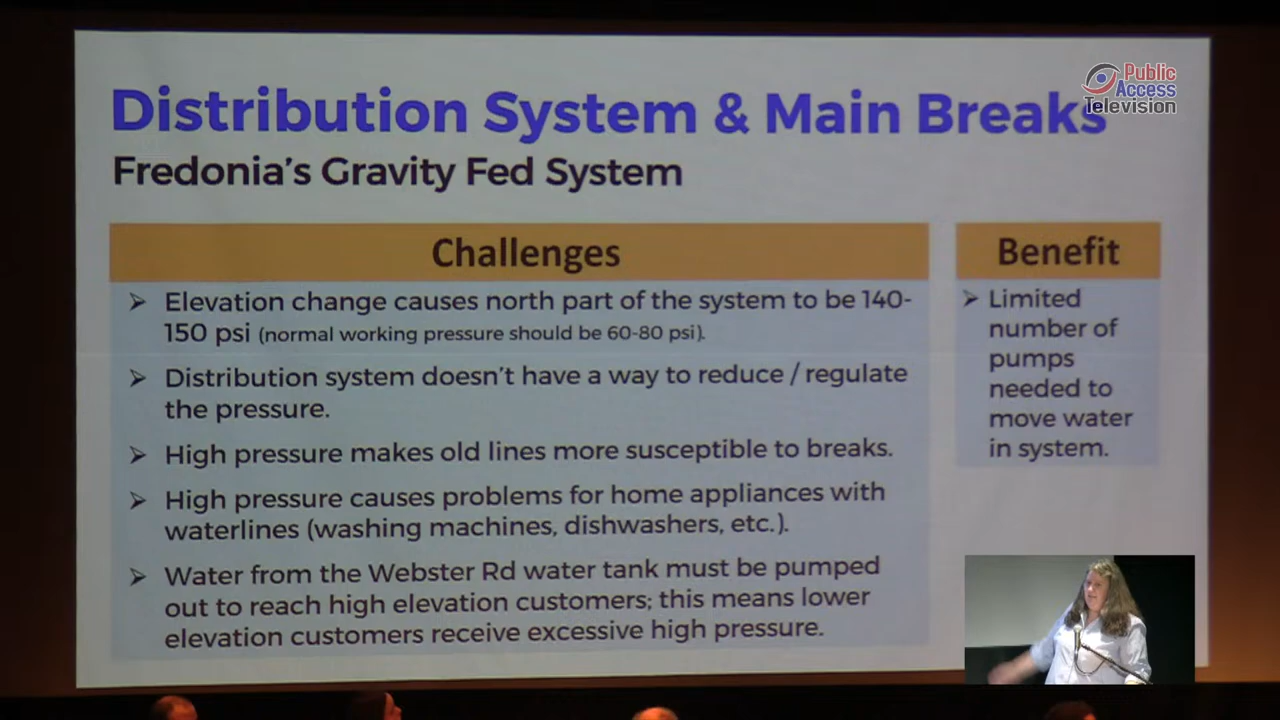 Public
Access
Television
Distribution System & Main Breaks
Fredonia's Gravity Fed System
Challenges
➤ Elevation change causes north part of the system to be 140-
150 psi (normal working pressure should be 60-80 psi).
➤ Distribution system doesn't have a way to reduce / regulate
the pressure.
➤ High pressure makes old lines more susceptible to breaks.
➤ High pressure causes problems for home appliances with
waterlines (washing machines, dishwashers, etc.).
➤ Water from the Webster Rd water tank must be pumped
out to reach high elevation customers; this means lower
elevation customers receive excessive high pressure.
Benefit
➤ Limited
number of
pumps
needed to
move water
in system.